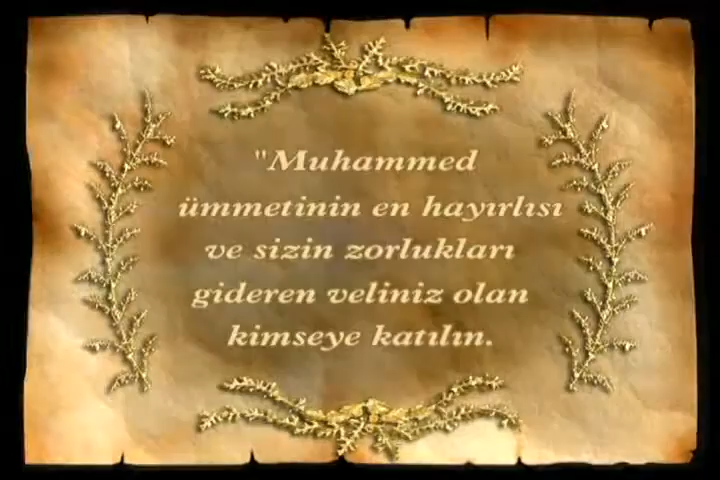 "Muhammed
ümmetinin en hayırlısı
ve sizin zorlukları
gideren veliniz olan
kimseye katılın.